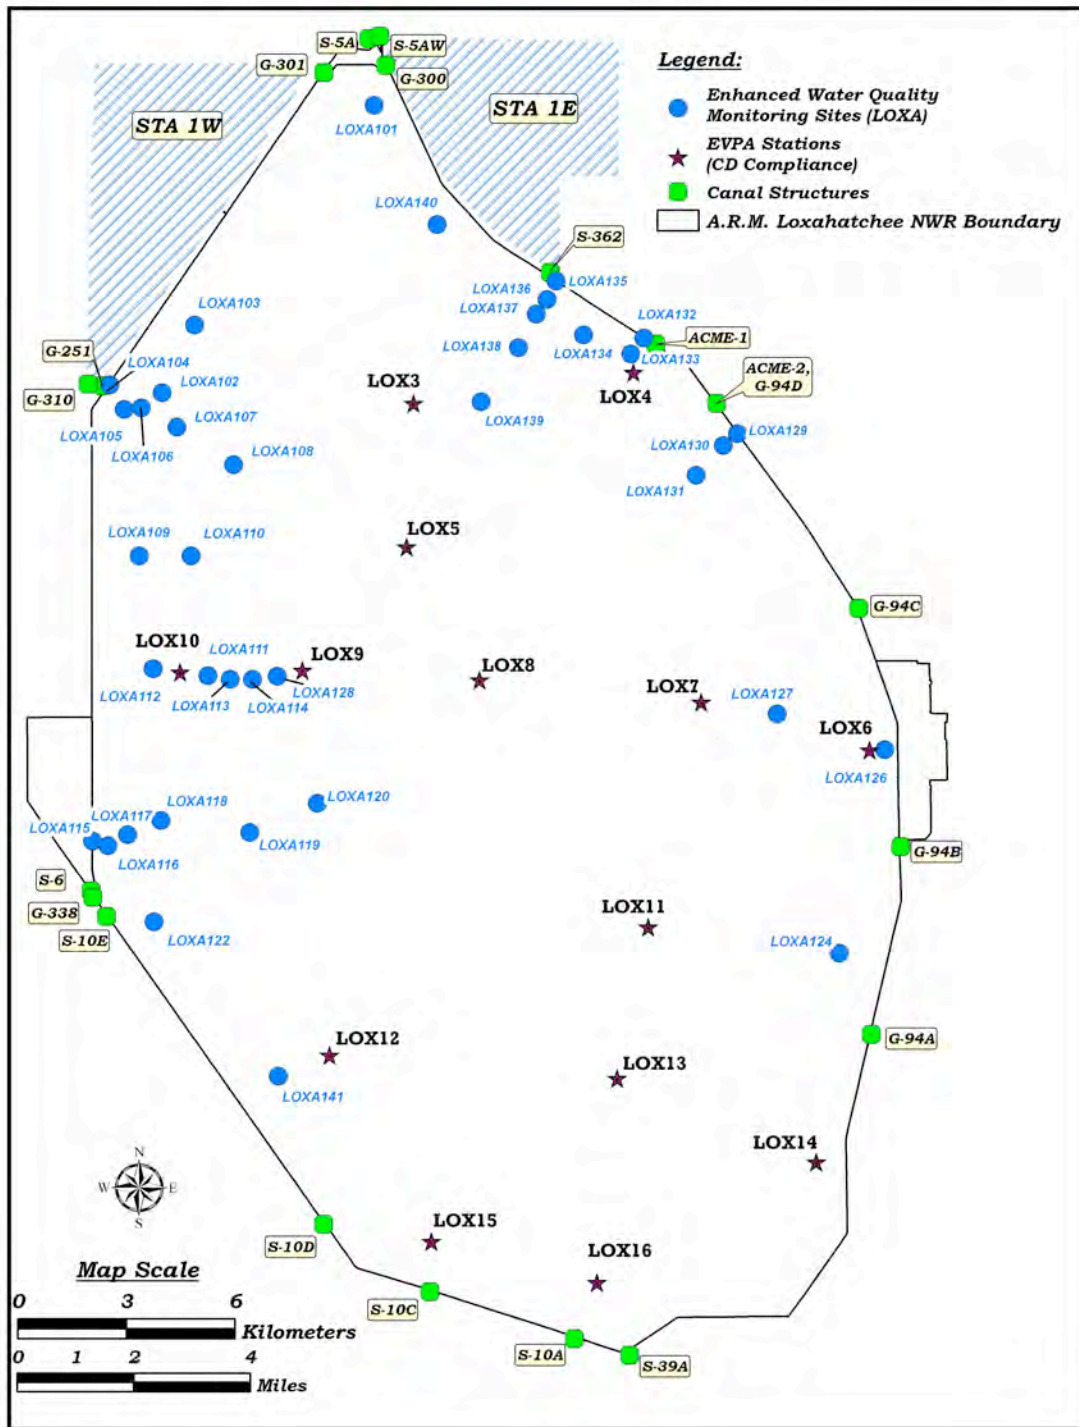 S-5A
S-5AW
G-301
G-300
Legend:
Enhanced Water Quality
Monitoring Sites (LOXA)
EVPA Stations
(CD Compliance)
Canal Structures
A.R.M. Loxahatchee NWR Boundary
STA 1W
STA 1E
LOXA101
LOXA140
S-362
LOXA135
LOXA136
LOXA137
LOXA103
LOXA132
ACME-1
G-251
LOXA104
LOXA138
LOXA134
LOXA133
ACME-2,
G-94D
G-310
LOXA102
LOX3
LOX4
LOXA105
LOXA107
LOXA139
LOXA129
LOXA106
LOXA130
LOXA108
LOXA131
LOXA109
LOXA110
LOX5
G-94C
LOX10
LOXA111
LOX9
LOX8
LOX7
LOXA112
LOXA113
LOXA114
LOXA128
LOXA127
LOX6
LOXA126
LOXA118
LOXA120
LOXA117
LOXA115
LOXA116
LOXA119
G-94B
S-6
G-338
S-10E
LOXA122
LOX11
LOXA124
G-94A
LOX12
LOXA141
LOX13
LOX14
N
W E
S
LOX15
S-10D
LOX16
S-10C
S-10A
S-39A
Map Scale
0 3 6
Kilometers
0 1 2 4
Miles